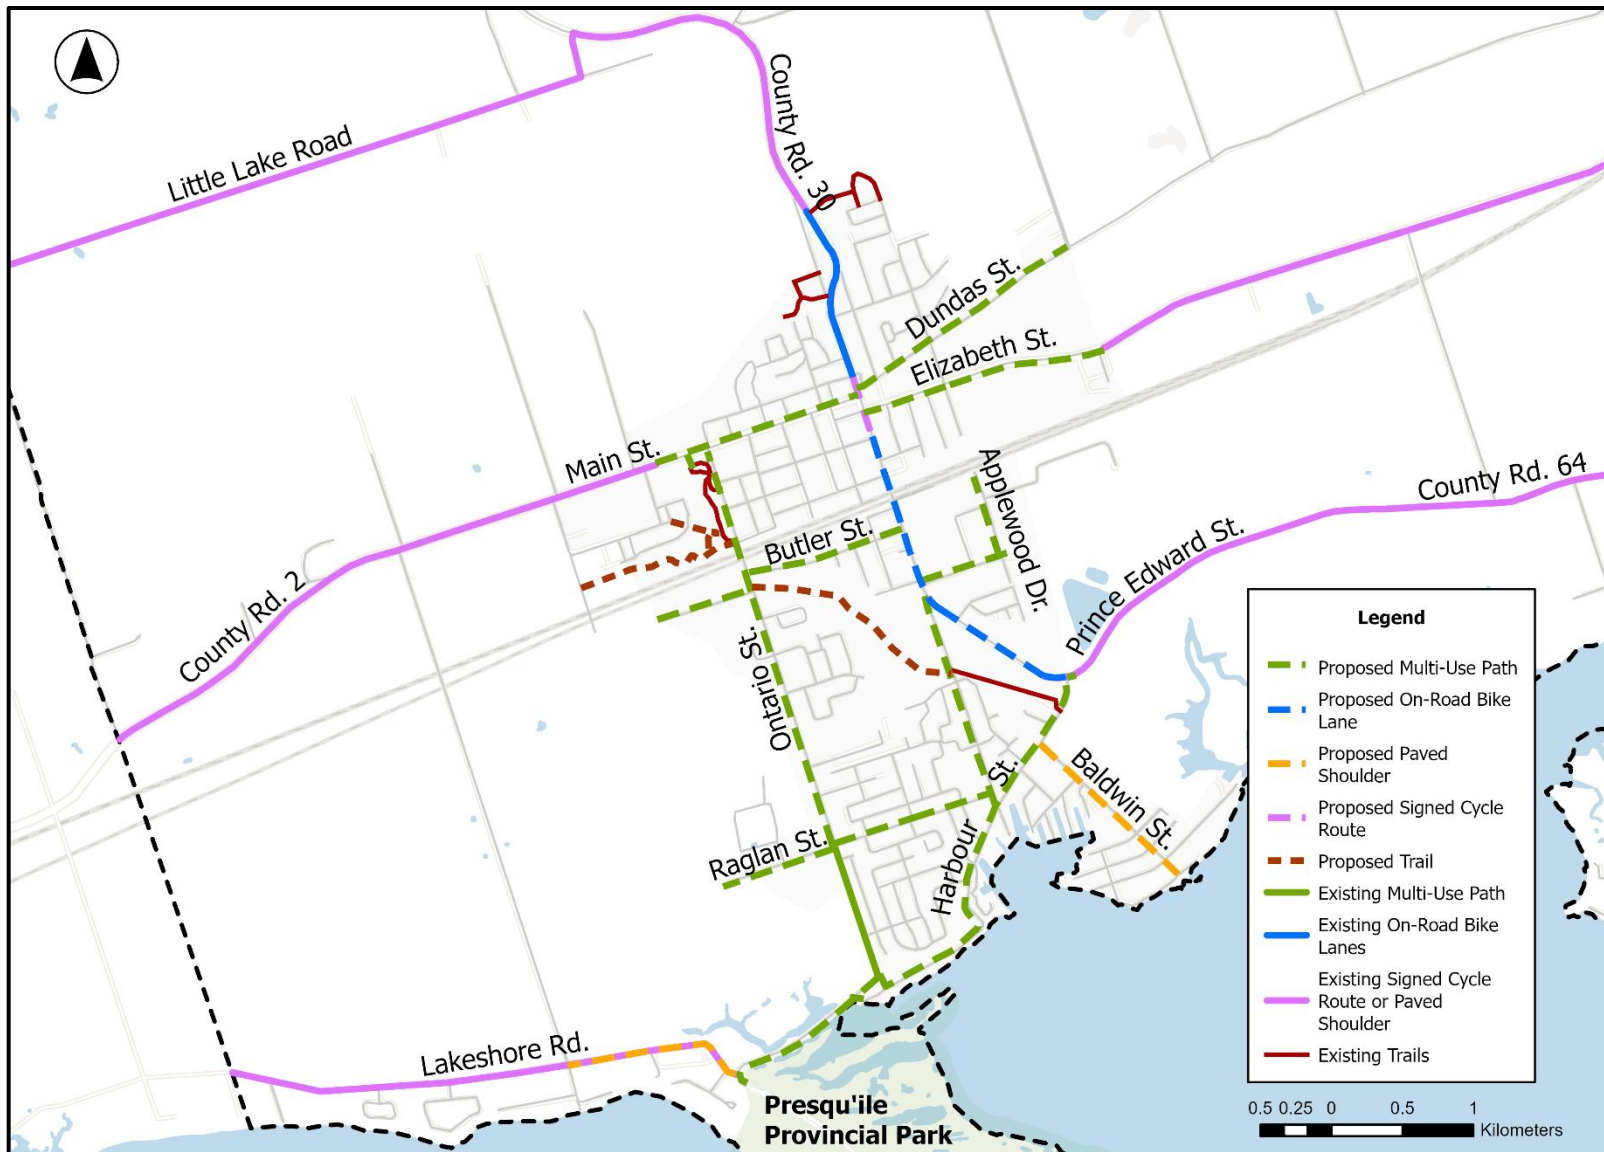 County Rd. 30
Little Lake Road
Dundas St.
Elizabeth St.
Main St.
Applewood Dr.
County Rd. 64
Butler St.
Prince Edward St.
County Rd. 2
Ontario St.
Baldwin St.
Raglan St.
Harbour St.
Lakeshore Rd.
Presqu'ile
Provincial Park
Legend
Proposed Multi-Use Path
Proposed On-Road Bike
Lane
Proposed Paved
Shoulder
Proposed Signed Cycle
Route
Proposed Trail
Existing Multi-Use Path
Existing On-Road Bike
Lanes
Existing Signed Cycle
Route or Paved
Shoulder
Existing Trails
0.5 0.25 0 0.5 1
Kilometers